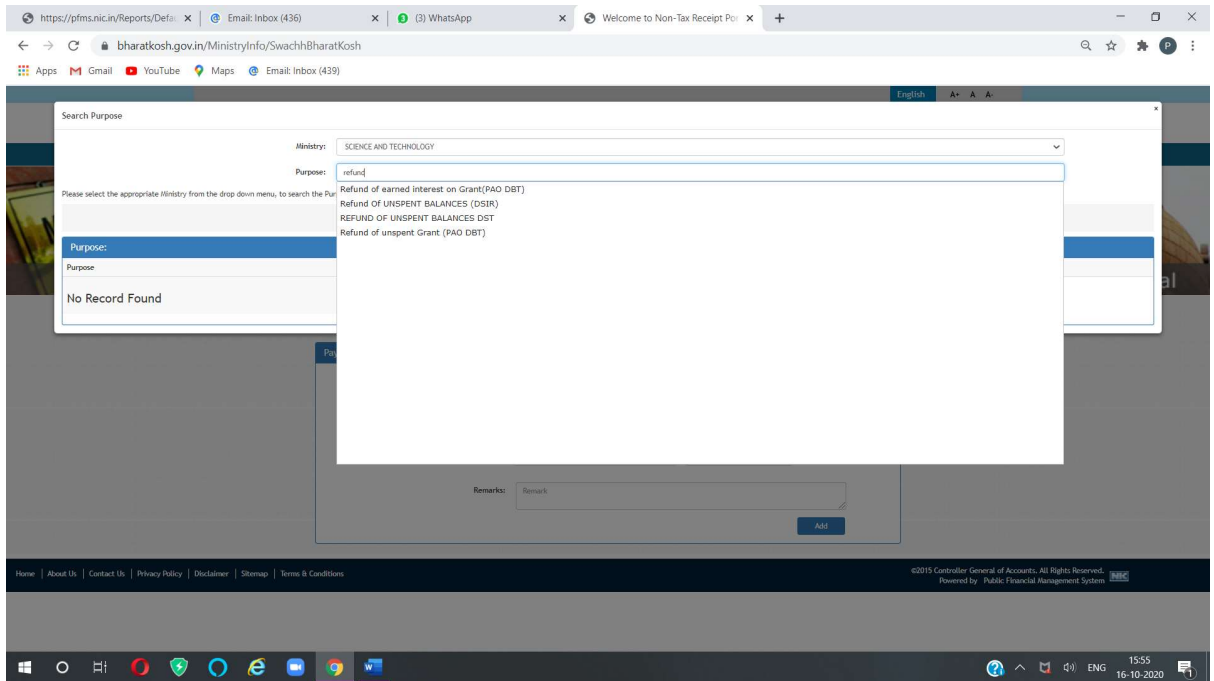 https://pfms.nic.in/Reports/Defau
Email: Inbox (436)
(3) WhatsApp
Welcome to Non-Tax Receipt Por
bharatkosh.gov.in/MinistryInfo/SwachhBharatKosh
P
Apps
Gmail
YouTube
Maps
Email: Inbox (439)
English A+ A A-
Search Purpose
Ministry: SCIENCE AND TECHNOLOGY
Purpose: refund
Please select the appropriate Ministry from the drop down menu, to search the Pur
Refund of earned interest on Grant(PAO DBT)
Refund Of UNSPENT BALANCES (DSIR)
REFUND OF UNSPENT BALANCES DST
Refund of unspent Grant (PAO DBT)
Purpose:
Purpose
No Record Found
al
Pay
Remarks: Remark
Add
Home | About Us | Contact Us | Privacy Policy | Disclaimer | Sitemap | Terms & Conditions
©2015 Controller General of Accounts. All Rights Reserved.
Powered by Public Financial Management System
NIC
ENG
15:55
16-10-2020
1